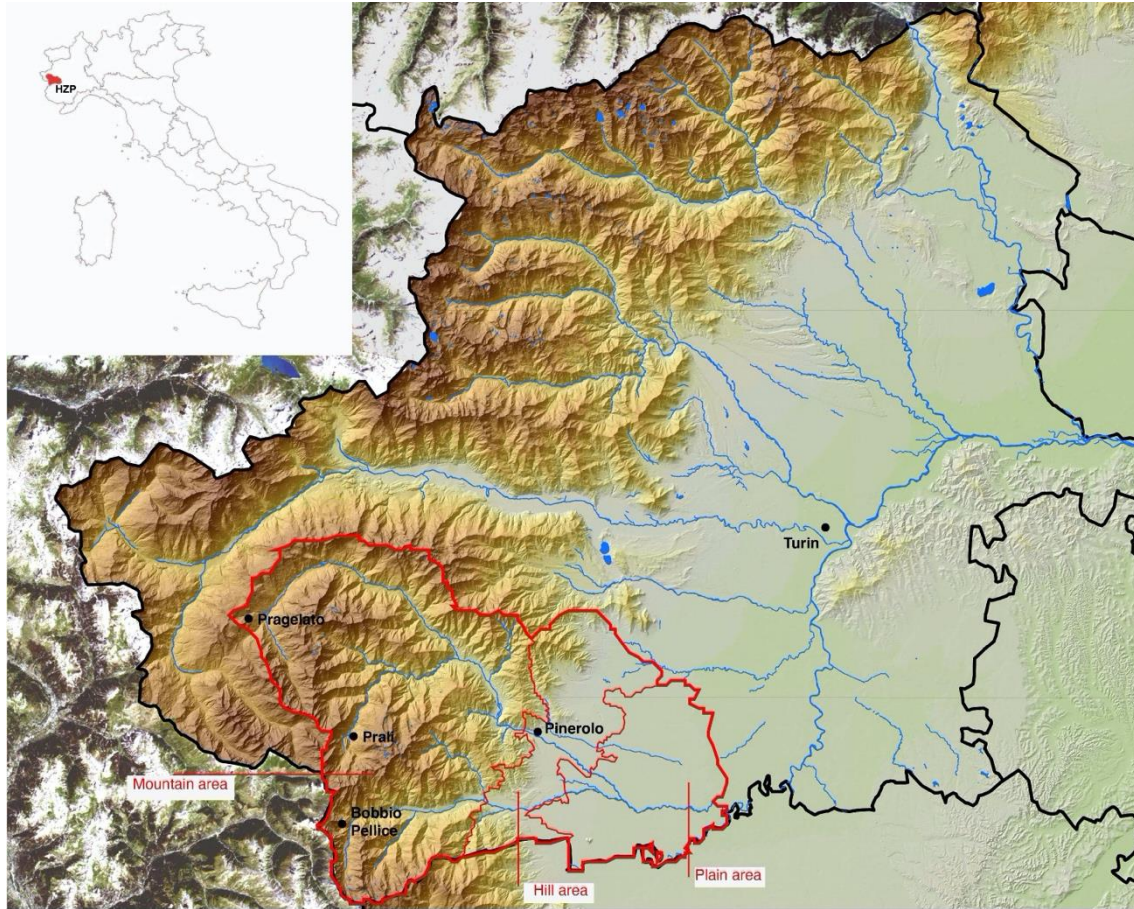 HZP
Turin
Pragelato
Pinerolo
Prali
Mountain area
Bobbio
Pellice
Plain area
Hill area